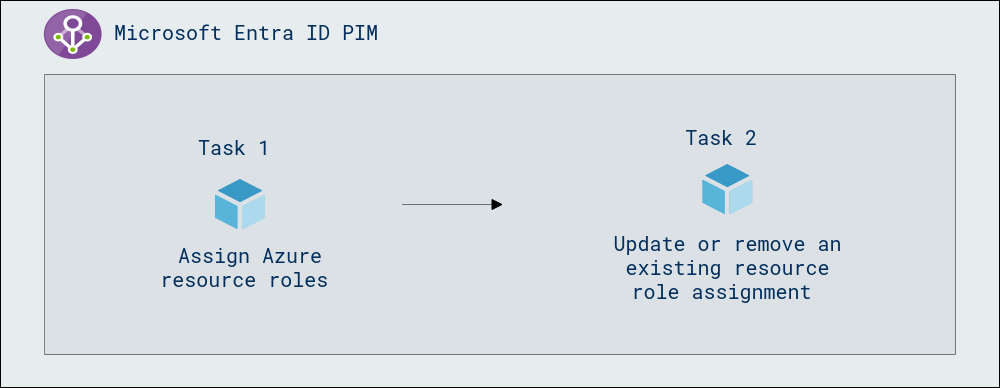 Microsoft Entra ID PIM
Task 1
Assign Azure
resource roles
Task 2
Update or remove an
existing resource
role assignment